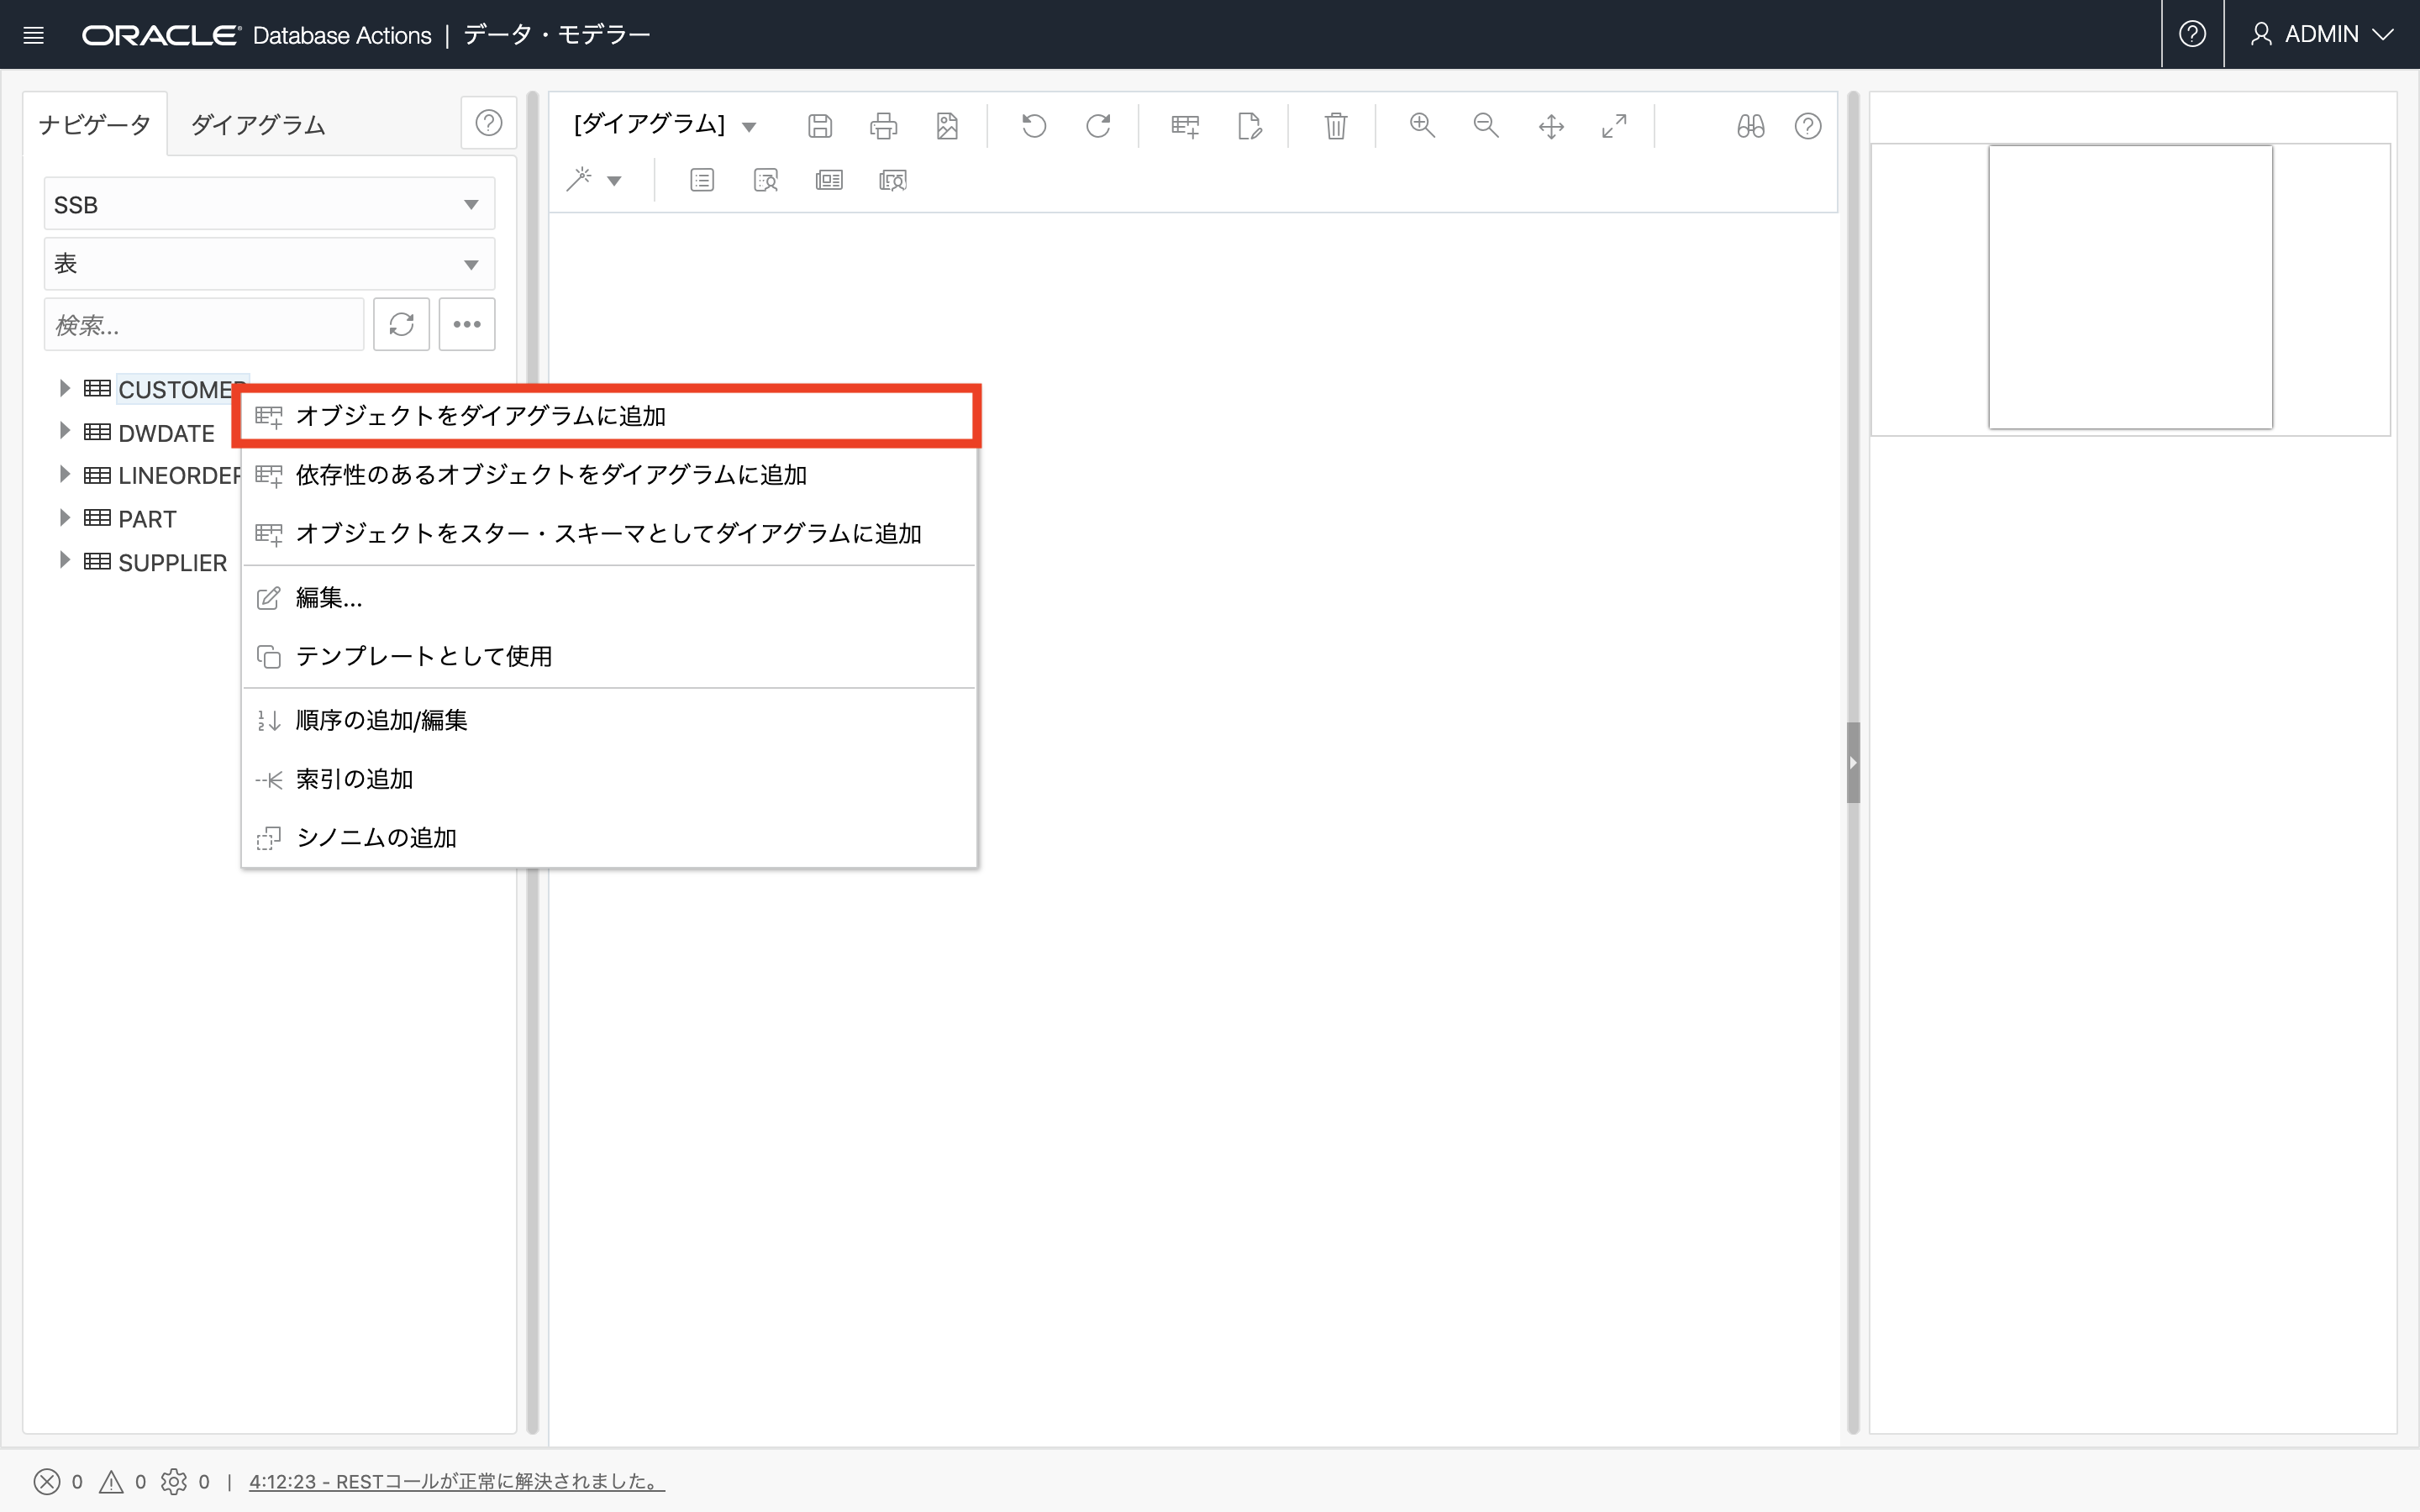 ORACLE Database Actions | データ・モデラー
ADMIN
ナビゲータ
ダイアグラム
[ダイアグラム]
SSB
表
検索...
CUSTOMER
DWDATE
LINEORDER
PART
SUPPLIER
オブジェクトをダイアグラムに追加
依存性のあるオブジェクトをダイアグラムに追加
オブジェクトをスター・スキーマとしてダイアグラムに追加
編集...
テンプレートとして使用
順序の追加/編集
索引の追加
シノニムの追加
0 0 0 | 4:12:23 - RESTコールが正常に解決されました。